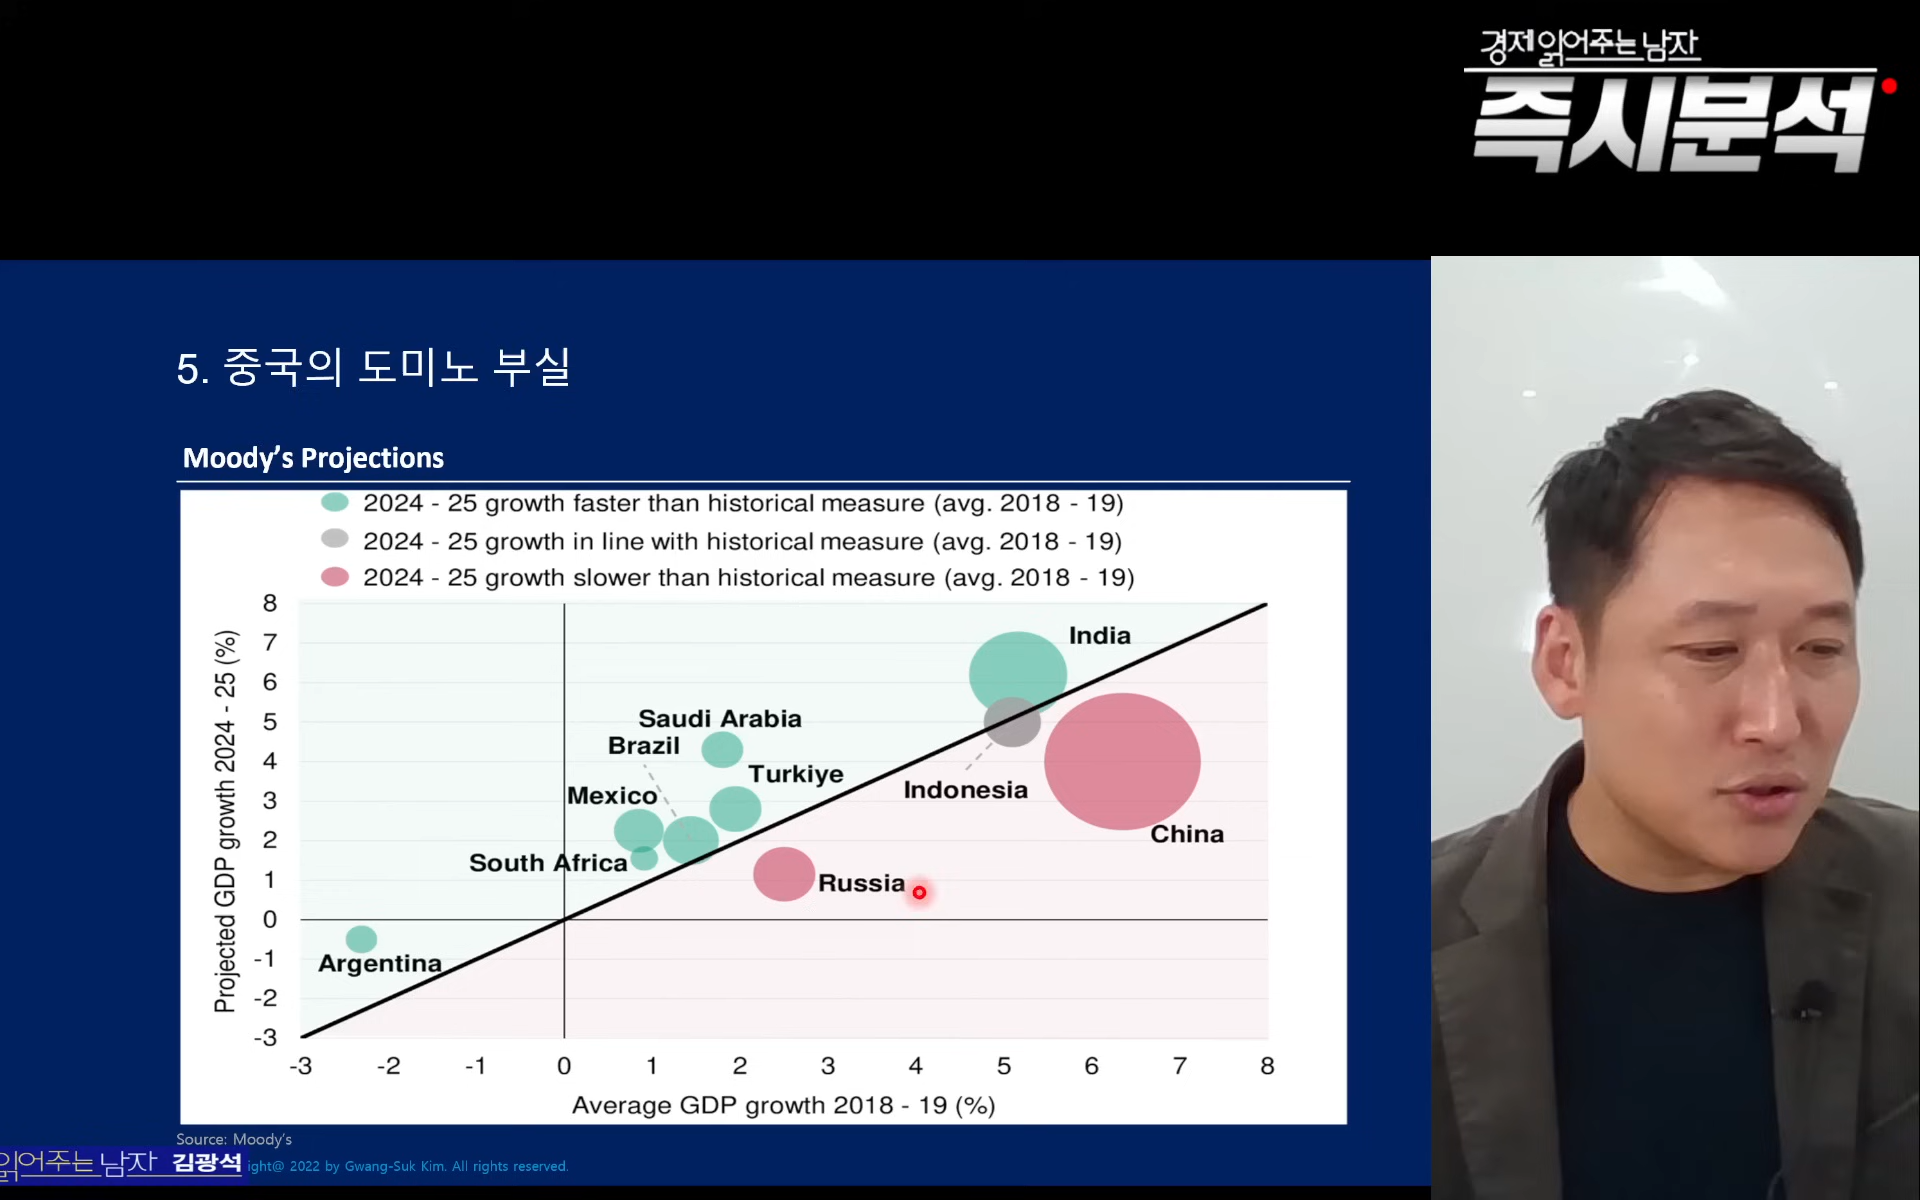 경제 읽어주는 남자
즉시분석
5. 중국의 도미노 부실
Moody's Projections
2024 - 25 growth faster than historical measure (avg. 2018 - 19)
2024 - 25 growth in line with historical measure (avg. 2018 - 19)
2024 - 25 growth slower than historical measure (avg. 2018 - 19)
Projected GDP growth 2024 - 25 (%)
8
7
6
5
4
3
2
1
0
-1
-2
-3
India
Saudi Arabia
Brazil
Turkiye
Mexico
Indonesia
China
South Africa
Russia
Argentina
-3 -2 -1 0 1 2 3 4 5 6 7 8
Average GDP growth 2018 - 19 (%)
Source: Moody's
읽어주는 남자 김광석 ight@ 2022 by Gwang-Suk Kim. All rights reserved.